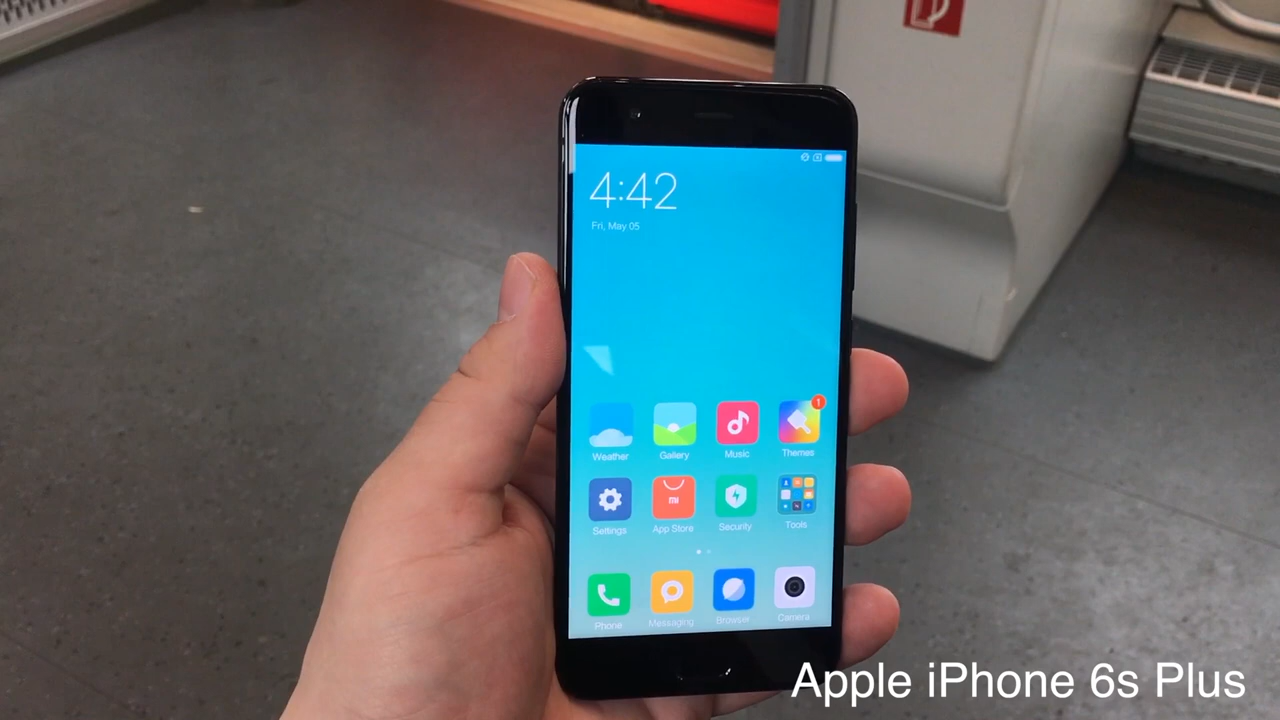 4:42
Fri, May 05
1
Weather Gallery Music Themes
mi
Settings App Store Security Tools
Phone Messaging Browser Camera
Apple iPhone 6s Plus